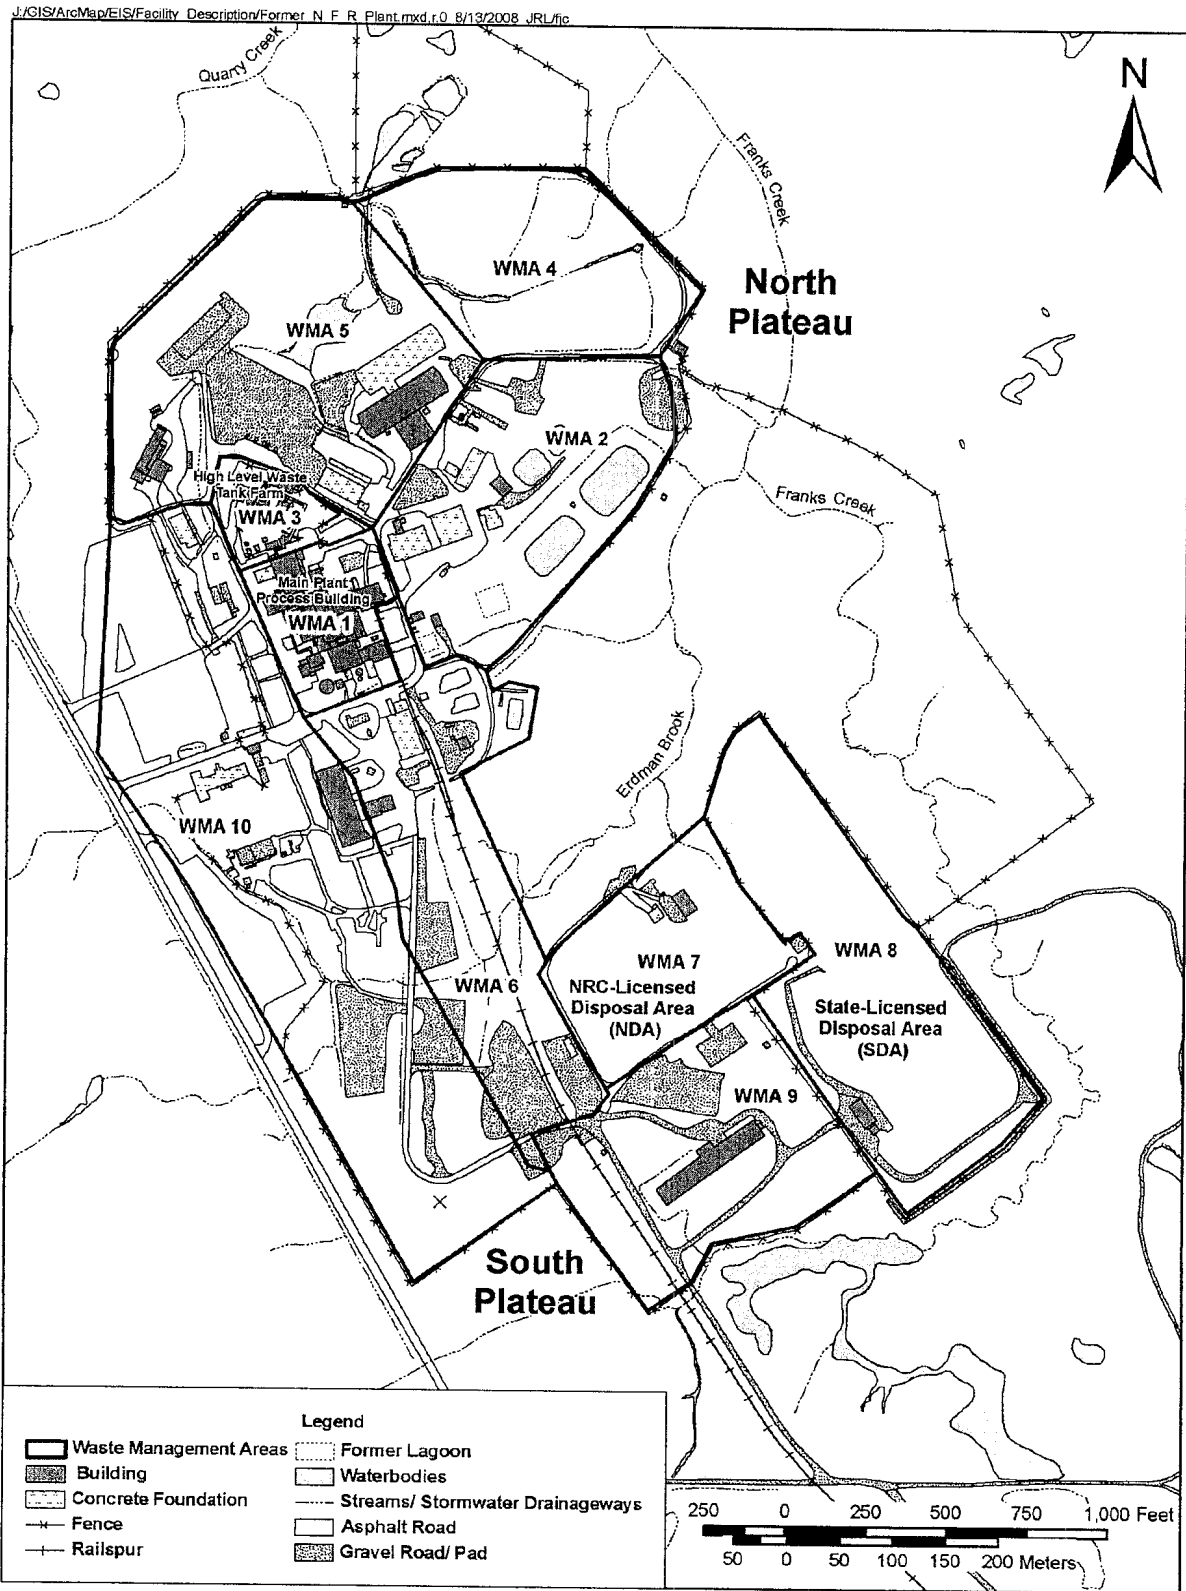 J:/GIS/ArcMap/EIS/Facility_Description/Former_N_F_R_Plant.mxd,r.0 8/13/2008 JRL/fjc
Quarry Creek
N
Franks Creek
WMA 4
North
Plateau
WMA 5
WMA 2
High Level Waste
Tank Farm
WMA 3
Franks Creek
Main Plant
Process Building
WMA 1
Erdman Brook
WMA 10
WMA 8
WMA 7
NRC-Licensed
Disposal Area
(NDA)
WMA 6
State-Licensed
Disposal Area
(SDA)
WMA 9
South
Plateau
Legend
Waste Management Areas
Building
Concrete Foundation
Fence
Railspur
Former Lagoon
Waterbodies
Streams/ Stormwater Drainageways
Asphalt Road
Gravel Road/ Pad
250 0 250 500 750 1,000 Feet
50 0 50 100 150 200 Meters